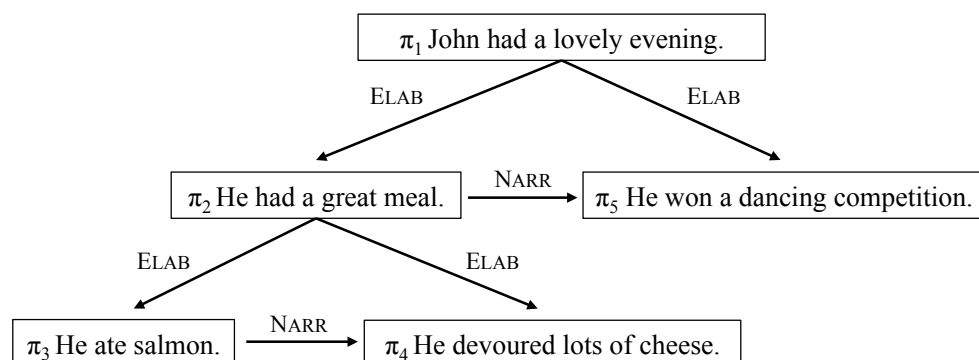 π₁ John had a lovely evening.
ELAB
ELAB
π₂ He had a great meal.
NARR
π₅ He won a dancing competition.
ELAB
ELAB
π₃ He ate salmon.
NARR
π₄ He devoured lots of cheese.